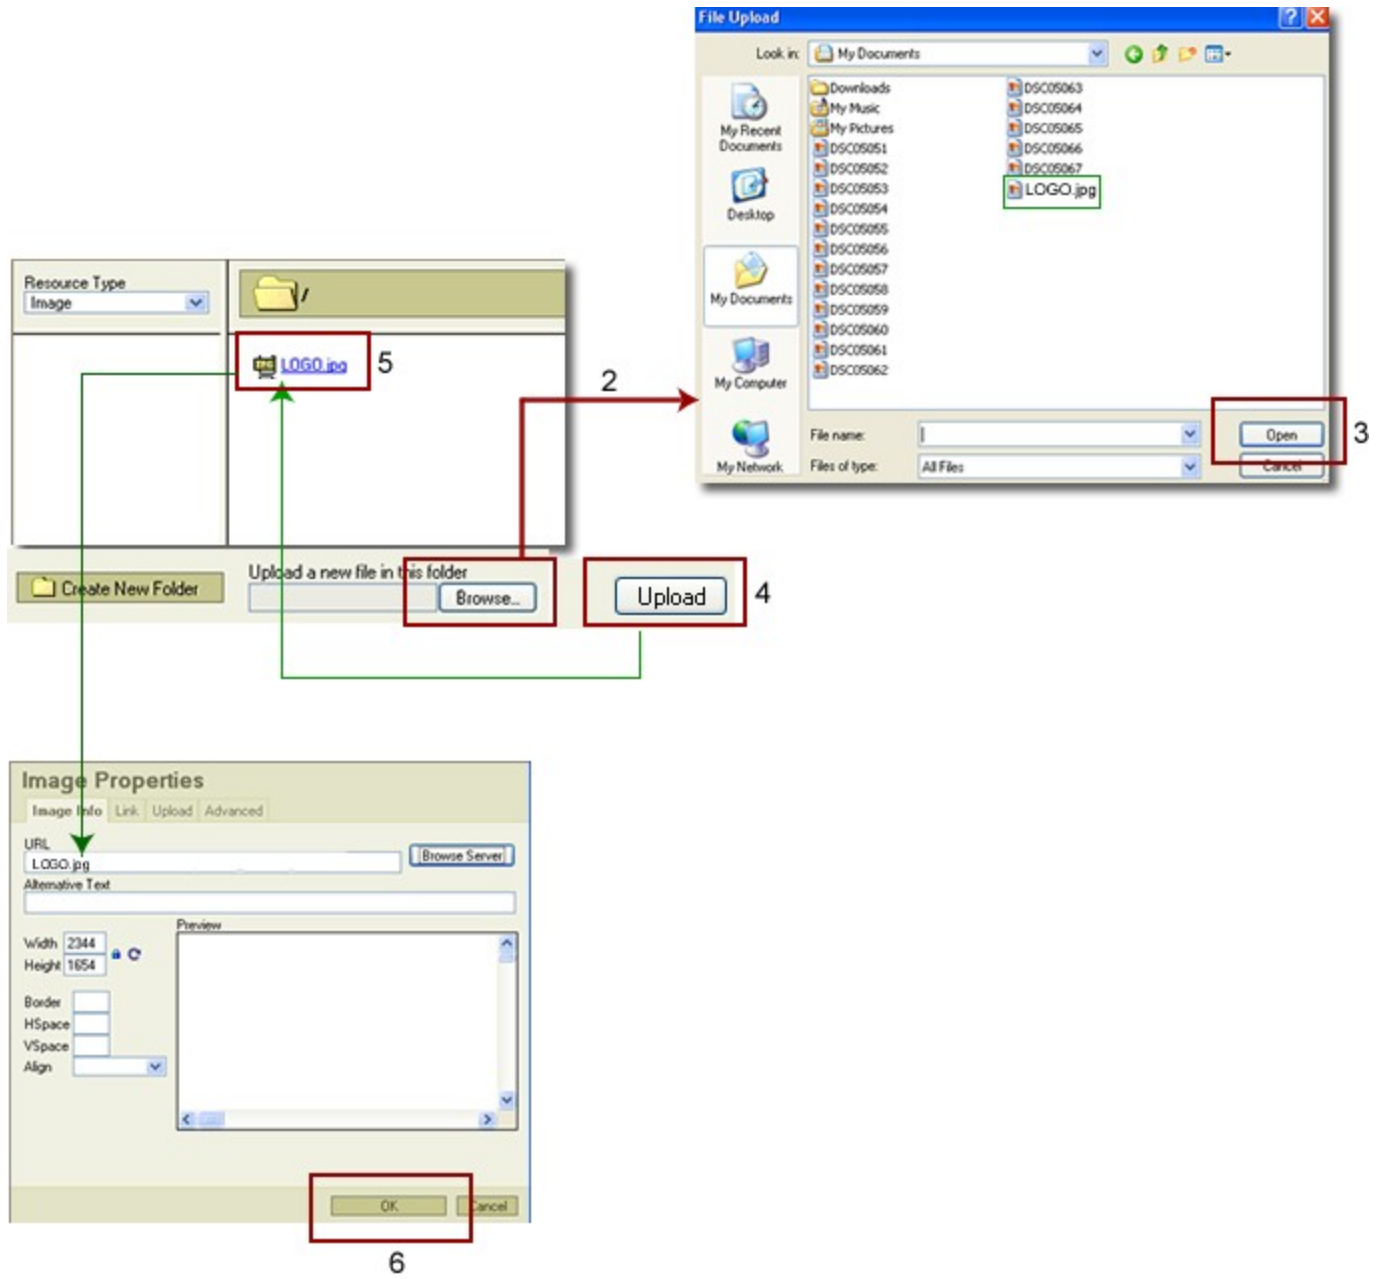 File Upload
Look in: My Documents
My Recent Documents
Desktop
My Documents
My Computer
My Network
Downloads
My Music
My Pictures
DSC05051
DSC05052
DSC05053
DSC05054
DSC05055
DSC05056
DSC05057
DSC05058
DSC05059
DSC05060
DSC05061
DSC05062
DSC05063
DSC05064
DSC05065
DSC05066
DSC05067
LOGO.jpg
File name:
Open
3
Files of type: All Files
Cancel
Resource Type
Image
/
LOGO.jpg
5
2
Create New Folder
Upload a new file in this folder
Browse...
Upload
4
Image Properties
Image Info Link Upload Advanced
URL
LOGO.jpg
Browse Server
Alternative Text
Width 2344
Height 1654
Preview
Border
HSpace
VSpace
Align
OK
Cancel
6